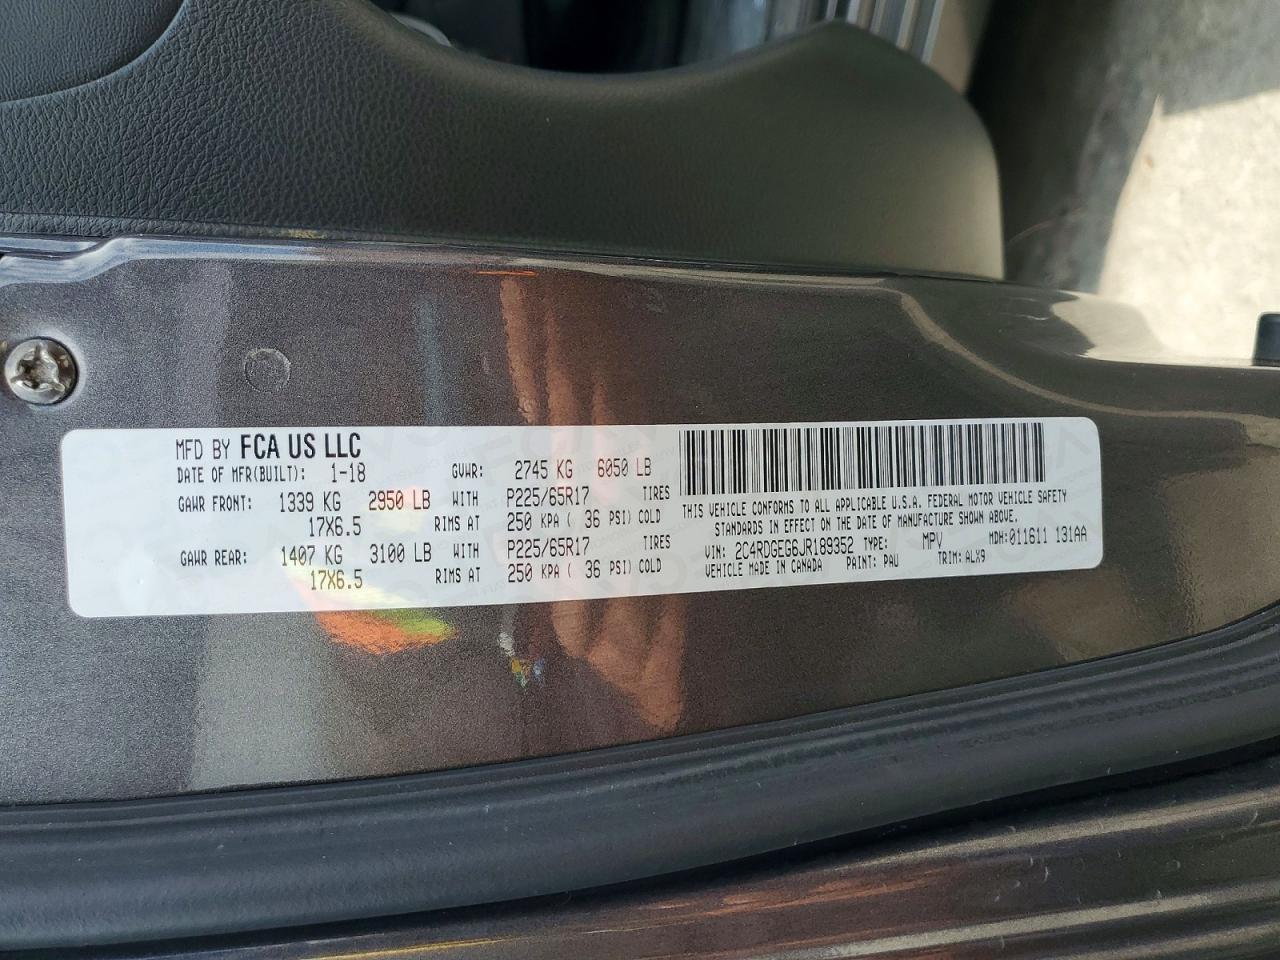 MFD BY FCA US LLC
DATE OF MFR(BUILT): 1-18 GVWR: 2745 KG 6050 LB
GAWR FRONT: 1339 KG 2950 LB WITH P225/65R17 TIRES
17X6.5 RIMS AT 250 KPA ( 36 PSI) COLD
GAWR REAR: 1407 KG 3100 LB WITH P225/65R17 TIRES
17X6.5 RIMS AT 250 KPA ( 36 PSI) COLD
THIS VEHICLE CONFORMS TO ALL APPLICABLE U.S.A. FEDERAL MOTOR VEHICLE SAFETY
STANDARDS IN EFFECT ON THE DATE OF MANUFACTURE SHOWN ABOVE.
VIN: 2C4RDGEG6JR189352 TYPE: MPV MDH:011611 131AA
VEHICLE MADE IN CANADA PAINT: PAU TRIM: ALX9